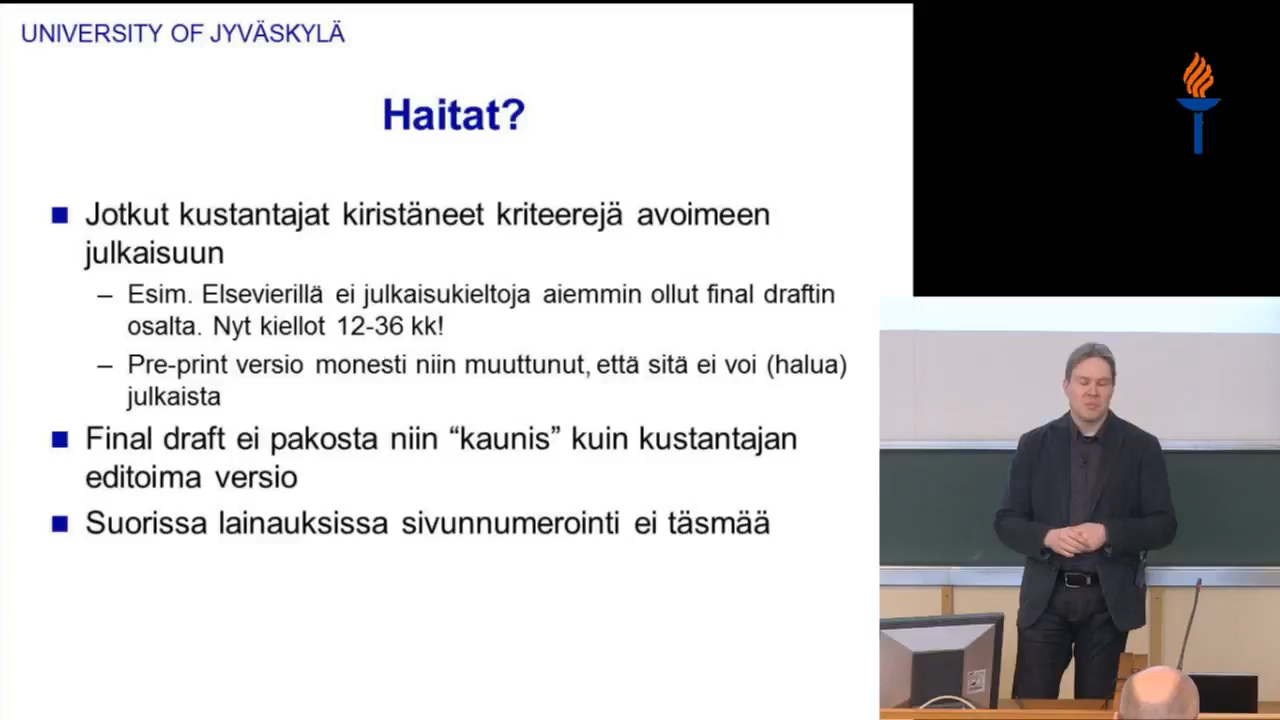 UNIVERSITY OF JYVÄSKYLÄ
Haitat?
Jotkut kustantajat kiristäneet kriteerejä avoimeen
julkaisuun
– Esim. Elsevierillä ei julkaisukieltoja aiemmin ollut final draftin
osalta. Nyt kiellot 12-36 kk!
– Pre-print versio monesti niin muuttunut, että sitä ei voi (halua)
julkaista
Final draft ei pakosta niin “kaunis” kuin kustantajan
editoima versio
Suorissa lainauksissa sivunnumerointi ei täsmää